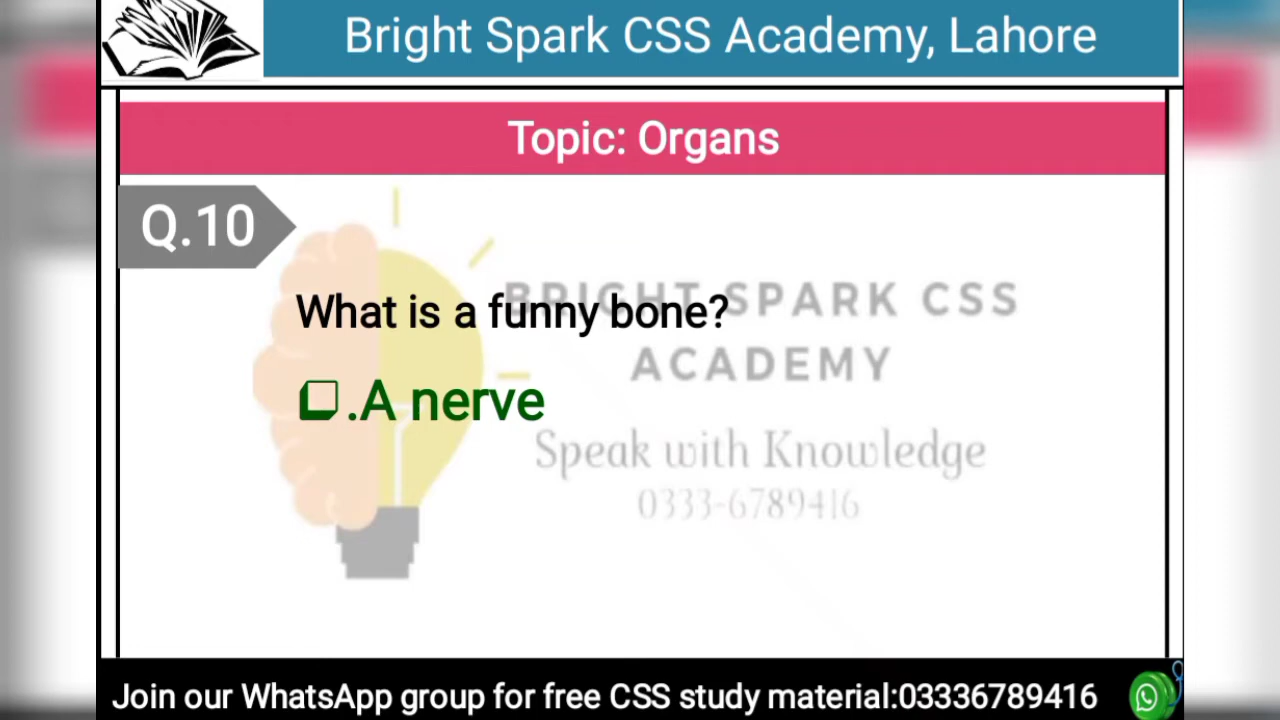 Bright Spark CSS Academy, Lahore
Topic: Organs
Q.10
What is a funny bone?
❑.A nerve
BRIGHT SPARK CSS
ACADEMY
Speak with Knowledge
0333-6789416
Join our WhatsApp group for free CSS study material:03336789416